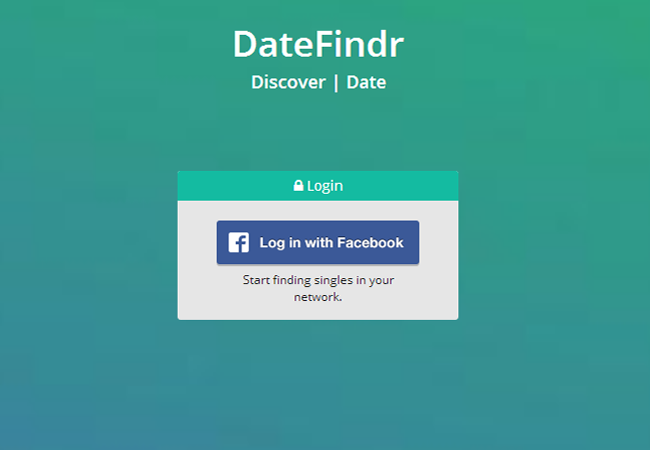 DateFindr
Discover | Date
Login
Log in with Facebook
Start finding singles in your
network.